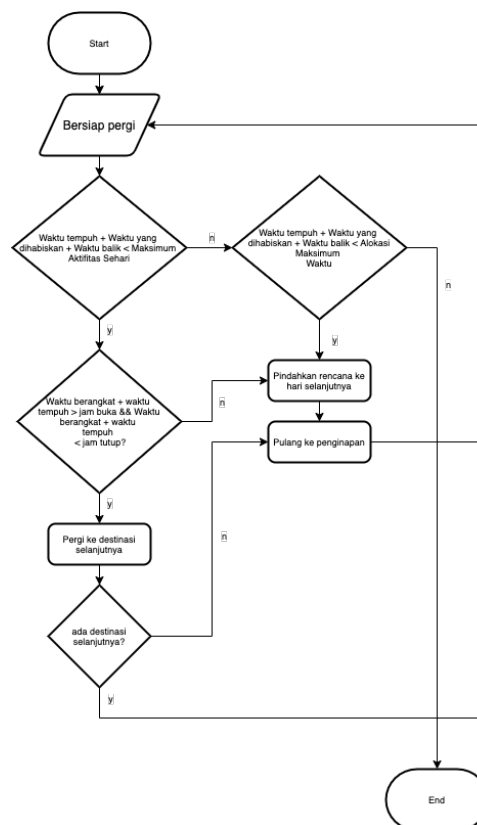 Start
Bersiap pergi
Waktu tempuh + Waktu yang
dihabiskan + Waktu balik < Maksimum
Aktifitas Sehari
n
Waktu tempuh + Waktu yang
dihabiskan + Waktu balik < Alokasi
Maksimum
Waktu
n
y
y
Waktu berangkat + waktu
tempuh > jam buka && Waktu
berangkat + waktu
tempuh
< jam tutup?
n
Pindahkan rencana ke
hari selanjutnya
Pulang ke penginapan
y
Pergi ke destinasi
selanjutnya
n
ada destinasi
selanjutnya?
y
End